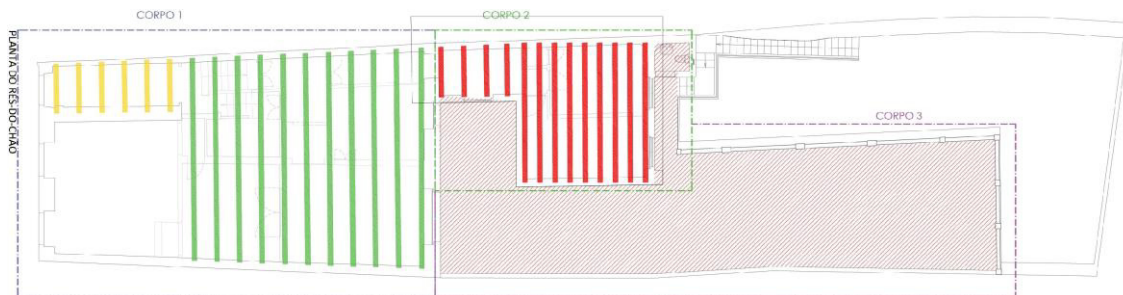 CORPO 1
CORPO 2
CORPO 3
PLANTA DO RES-DO-CHÃO